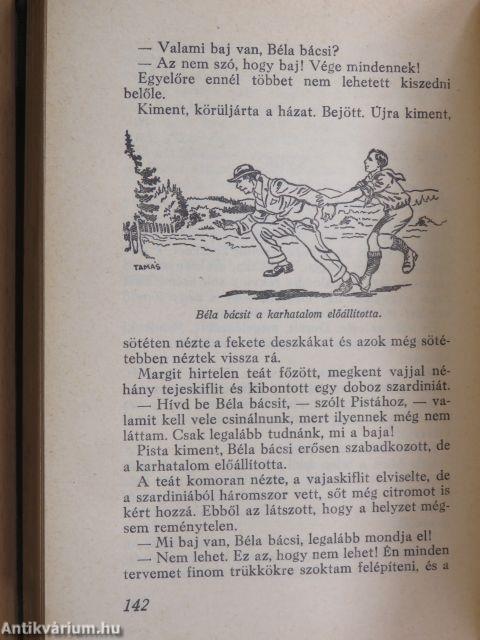 — Valami baj van, Béla bácsi?
— Az nem szó, hogy baj! Vége mindennek!
Egyelőre ennél többet nem lehetett kiszedni
belőle.
Kiment, körüljárta a házat. Bejött. Újra kiment,
TAMÁS
Béla bácsit a karhatalom előállította.
sötéten nézte a fekete deszkákat és azok még söté-
tebben néztek vissza rá.
Margit hirtelen teát főzött, megkent vajjal né-
hány tejeskiflit és kibontott egy doboz szardiniát.
— Hívd be Béla bácsit, — szólt Pistához, — va-
lamit kell vele csinálnunk, mert ilyennek még nem
láttam. Csak legalább tudnánk, mi a baja!
Pista kiment, Béla bácsi erősen szabadkozott, de
a karhatalom előállította.
A teát komoran nézte, a vajaskiflit elviselte, de
a szardiniából háromszor vett, sőt még citromot is
kért hozzá. Ebből az látszott, hogy a helyzet még-
sem reménytelen.
— Mi baj van, Béla bácsi, legalább mondja el!
— Nem lehet. Ez az, hogy nem lehet! Én minden
tervemet finom trükkökre szoktam felépíteni, és a
142
Antikvárium.hu